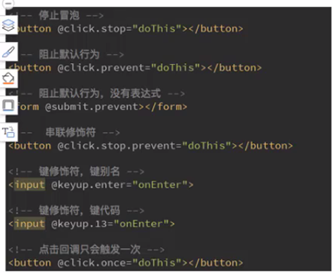 -- 停止冒泡 -->
<button @click.stop="doThis"></button>
-- 阻止默认行为 -->
<button @click.prevent="doThis"></button>
-- 阻止默认行为，没有表达式 -->
form @submit.prevent></form>
-- 串联修饰符 -->
<button @click.stop.prevent="doThis"></button>
<!-- 键修饰符，键别名 -->
<input @keyup.enter="onEnter">
<!-- 键修饰符，键代码 -->
<input @keyup.13="onEnter">
<!-- 点击回调只会触发一次 -->
<button @click.once="doThis"></button>